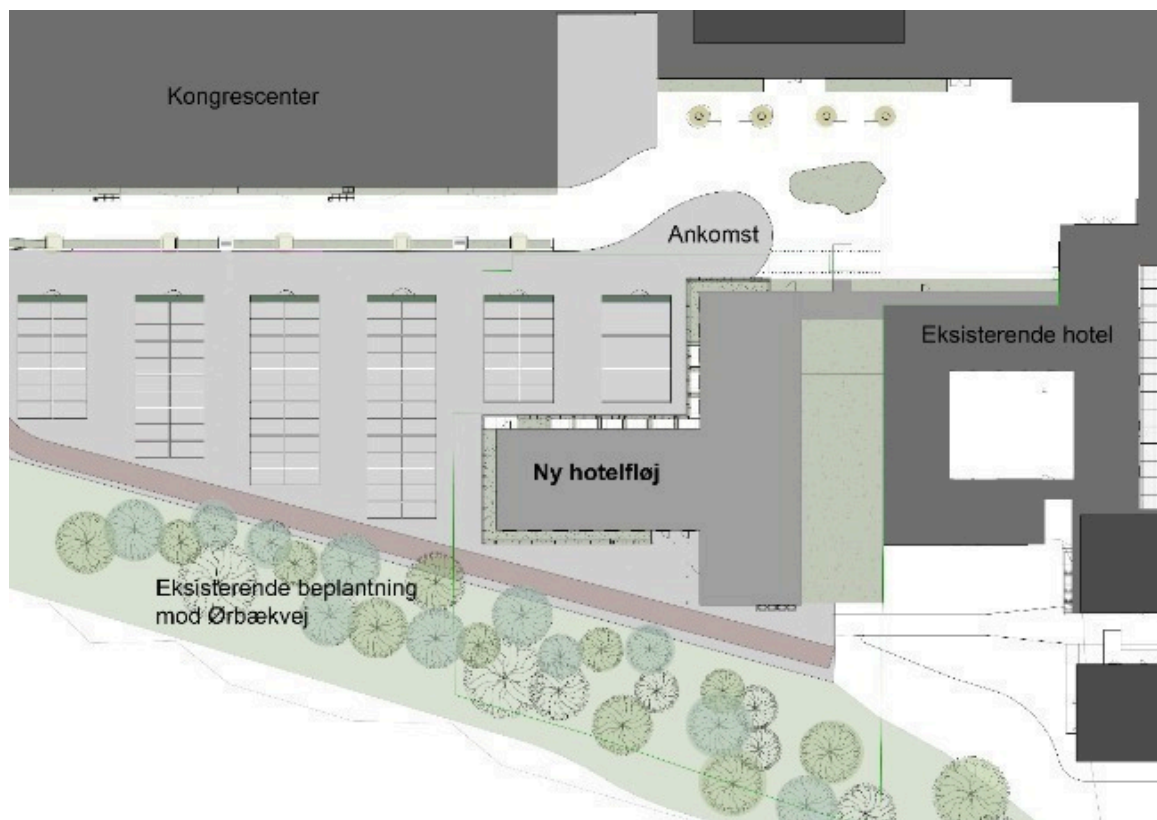 Kongrescenter
Ankomst
Eksisterende hotel
Ny hotelfløj
Eksisterende beplantning
mod Ørbækvej